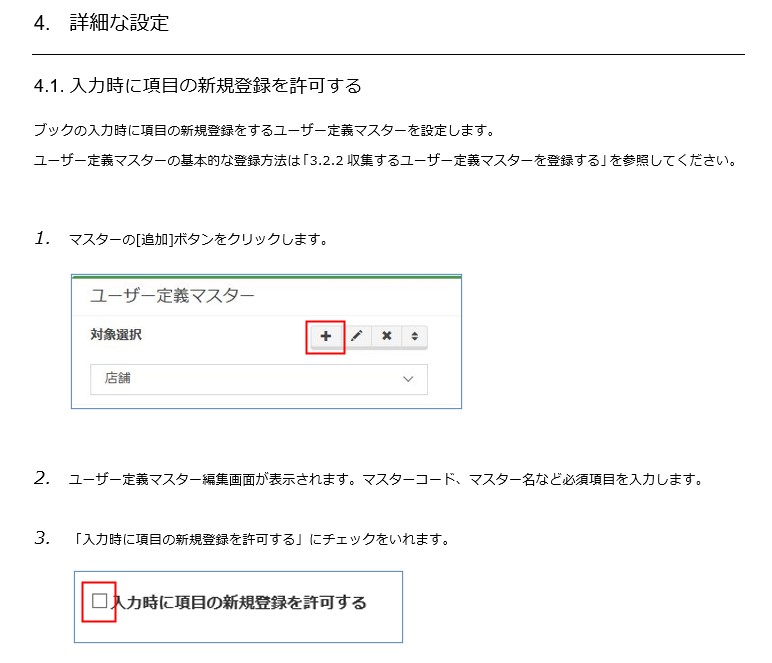 4. 詳細な設定
4.1. 入力時に項目の新規登録を許可する
ブックの入力時に項目の新規登録をするユーザー定義マスターを設定します。
ユーザー定義マスターの基本的な登録方法は「3.2.2 収集するユーザー定義マスターを登録する」を参照してください。
1. マスターの[追加]ボタンをクリックします。
ユーザー定義マスター
対象選択
店舗
2. ユーザー定義マスター編集画面が表示されます。マスターコード、マスター名など必須項目を入力します。
3. 「入力時に項目の新規登録を許可する」にチェックをいれます。
入力時に項目の新規登録を許可する